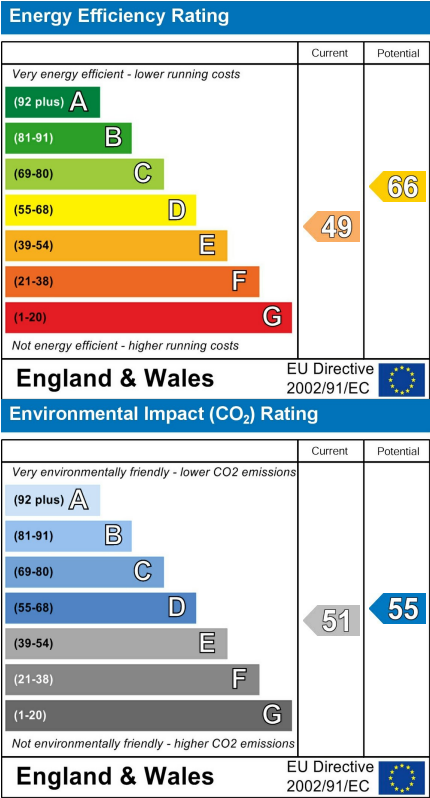 Energy Efficiency Rating
Current Potential
Very energy efficient - lower running costs
(92 plus) A
(81-91) B
(69-80) C
(55-68) D
(39-54) E
(21-38) F
(1-20) G
49
66
Not energy efficient - higher running costs
England & Wales
EU Directive
2002/91/EC
Environmental Impact (CO₂) Rating
Current Potential
Very environmentally friendly - lower CO2 emissions
(92 plus) A
(81-91) B
(69-80) C
(55-68) D
(39-54) E
(21-38) F
(1-20) G
51
55
Not environmentally friendly - higher CO2 emissions
England & Wales
EU Directive
2002/91/EC